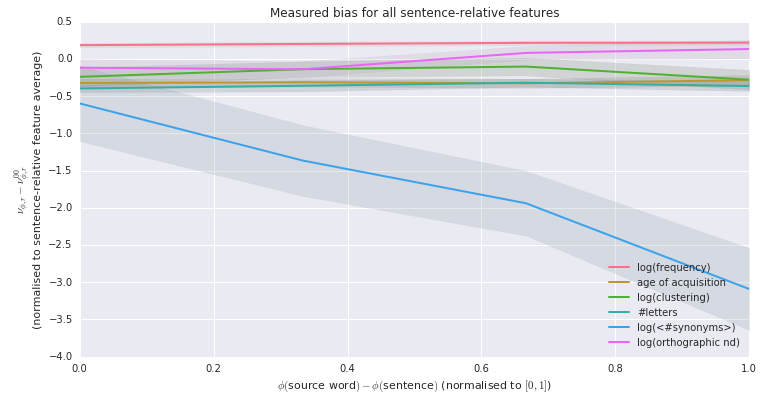 Measured bias for all sentence-relative features
ν_{φ,r} − ν^{00}_{φ,r}
(normalised to sentence-relative feature average)
0.5
0.0
−0.5
−1.0
−1.5
−2.0
−2.5
−3.0
−3.5
−4.0
log(frequency)
age of acquisition
log(clustering)
#letters
log(<#synonyms>)
log(orthographic nd)
0.0 0.2 0.4 0.6 0.8 1.0
φ(source word) − φ(sentence) (normalised to [0, 1])